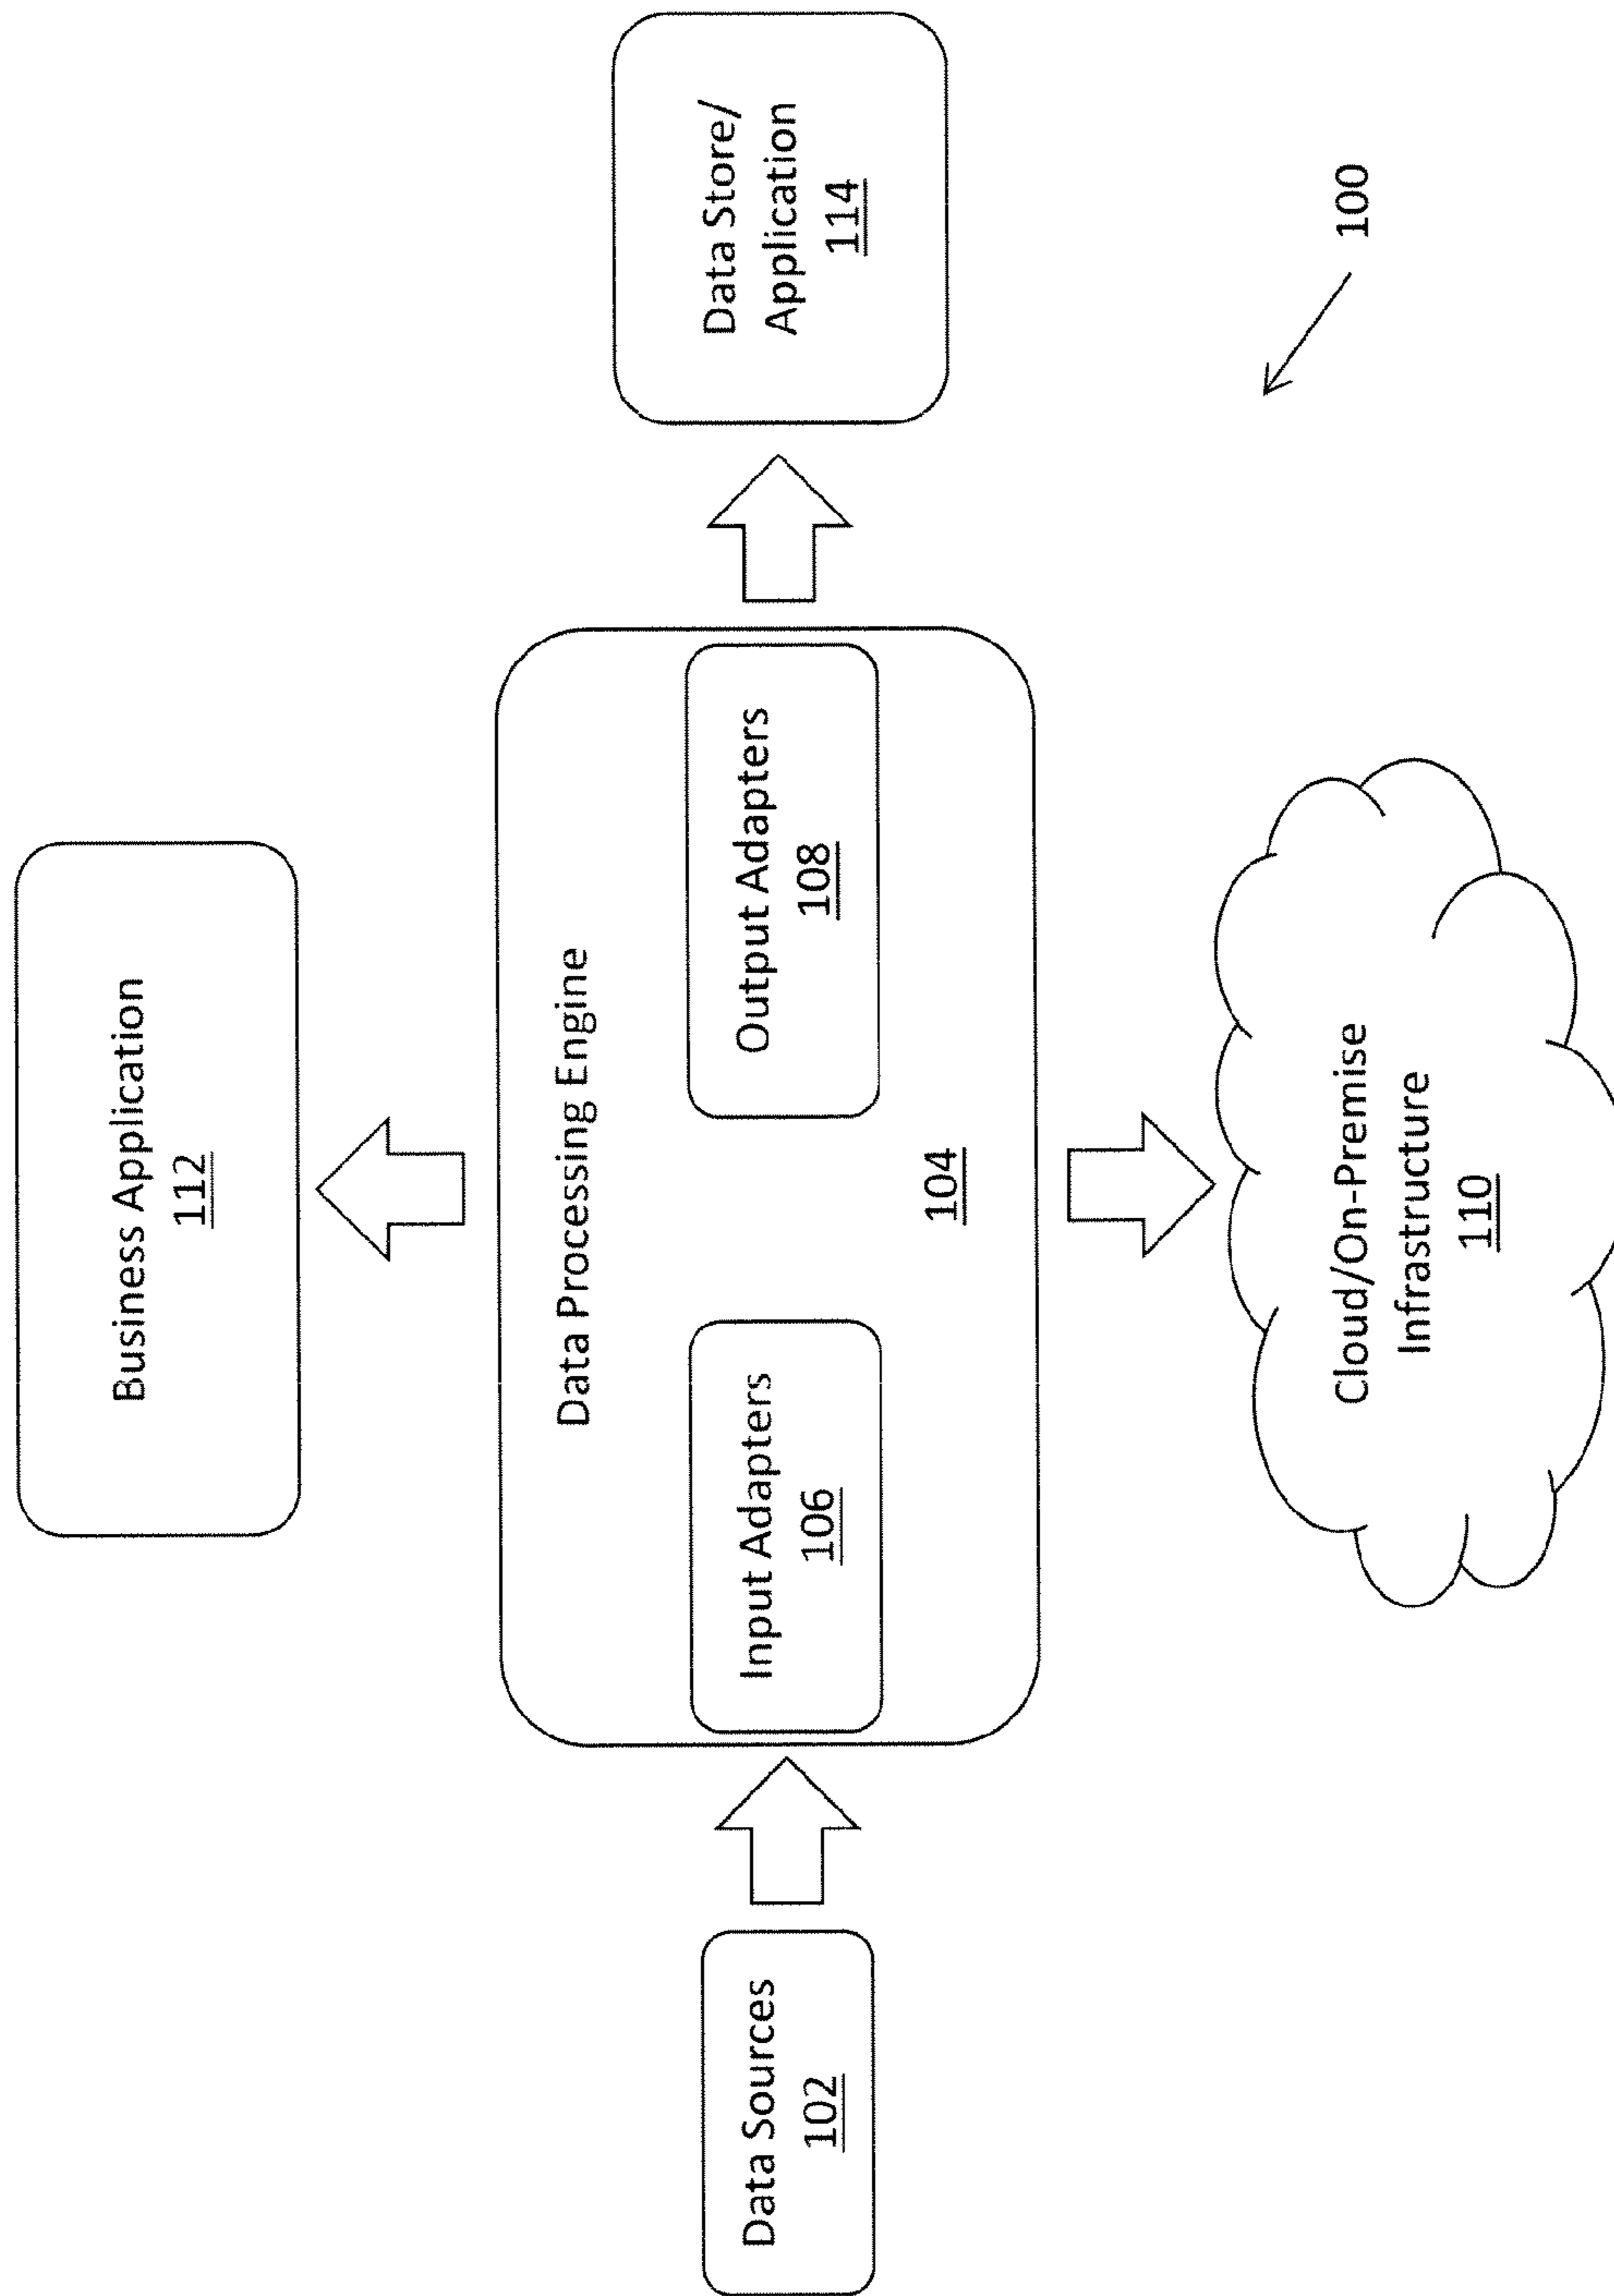 Business Application
112
Data Processing Engine
Data Sources
102
Input Adapters
106
Output Adapters
108
104
Data Store/
Application
114
Cloud/On-Premise
Infrastructure
110
100